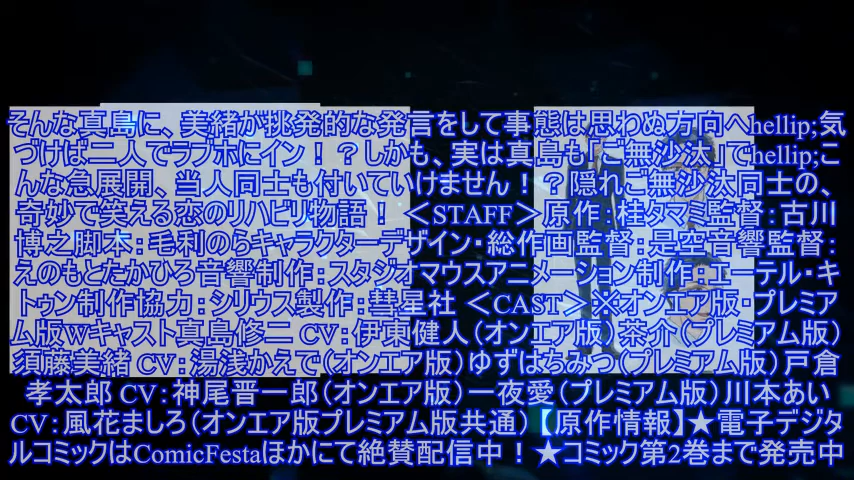 そんな真島に、美緒が挑発的な発言をして事態は思わぬ方向へhellip;気
づけば二人でラブホにイン！？しかも、実は真島も「ご無沙汰」でhellip;こ
んな急展開、当人同士も付いていけません！？隠れご無沙汰同士の、
奇妙で笑える恋のリハビリ物語！ ＜STAFF＞原作：桂タマミ監督：古川
博之脚本：毛利のらキャラクターデザイン・総作画監督：是空音響監督：
えのもとたかひろ音響制作：スタジオマウスアニメーション制作：エーテル・キ
トゥン制作協力：シリウス製作：彗星社 ＜CAST＞※オンエア版・プレミア
ム版Wキャスト真島修二 CV：伊東健人（オンエア版）茶介（プレミアム版）
須藤美緒 CV：湯浅かえで（オンエア版）ゆずはちみつ（プレミアム版）戸倉
孝太郎 CV：神尾晋一郎（オンエア版）一夜愛（プレミアム版）川本あい
CV：風花ましろ（オンエア版プレミアム版共通）【原作情報】★電子デジタ
ルコミックはComicFestaほかにて絶賛配信中！★コミック第2巻まで発売中